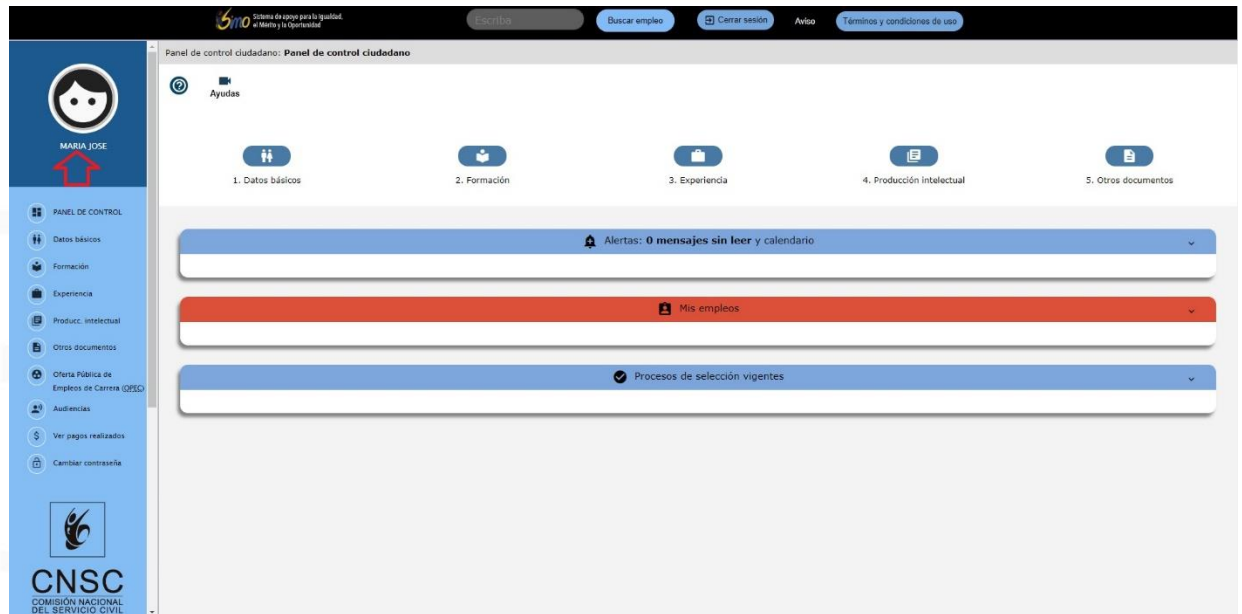 Simo Sistema de apoyo para la Igualdad,
el Mérito y la Oportunidad
Escriba
Buscar empleo
Cerrar sesión
Aviso
Términos y condiciones de uso
Panel de control ciudadano: Panel de control ciudadano
Ayudas
MARIA JOSE
1. Datos básicos
2. Formación
3. Experiencia
4. Producción intelectual
5. Otros documentos
PANEL DE CONTROL
Datos básicos
Formación
Experiencia
Producc. intelectual
Otros documentos
Oferta Pública de
Empleos de Carrera (OPEC)
Audiencias
Ver pagos realizados
Cambiar contraseña
Alertas: 0 mensajes sin leer y calendario
Mis empleos
Procesos de selección vigentes
CNSC
COMISIÓN NACIONAL
DEL SERVICIO CIVIL